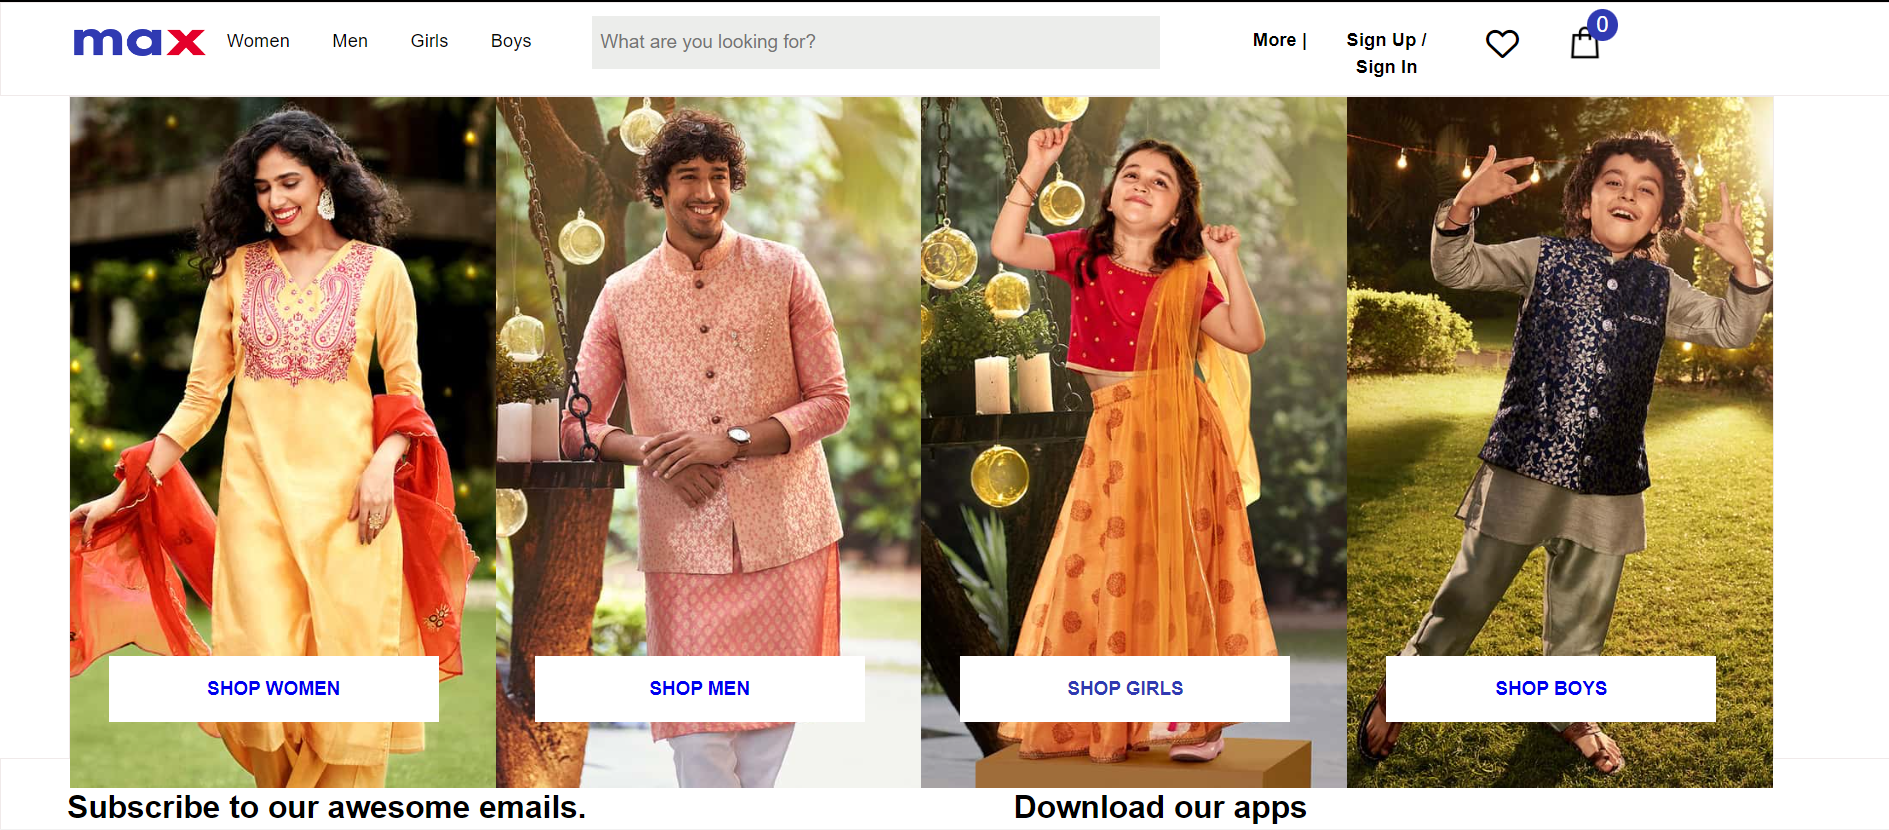 max
Women
Men
Girls
Boys
What are you looking for?
More |
Sign Up /
Sign In
0
SHOP WOMEN
SHOP MEN
SHOP GIRLS
SHOP BOYS
Subscribe to our awesome emails.
Download our apps